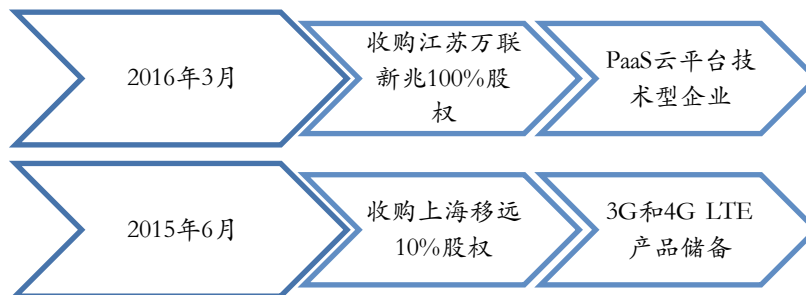 2016年3月
收购江苏万联
新兆100%股
权
PaaS云平台技
术型企业
2015年6月
收购上海移远
10%股权
3G和4G LTE
产品储备